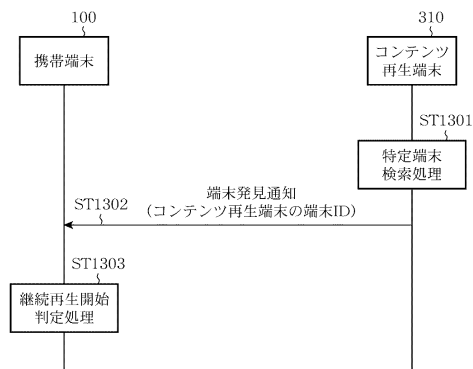 100
携帯端末
310
コンテンツ
再生端末
ST1301
特定端末
検索処理
端末発見通知
ST1302
(コンテンツ再生端末の端末ID)
ST1303
継続再生開始
判定処理